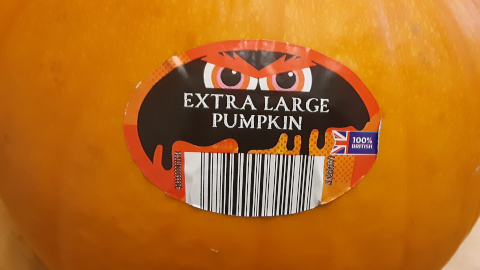 EXTRA LARGE
PUMPKIN
100%
BRITISH